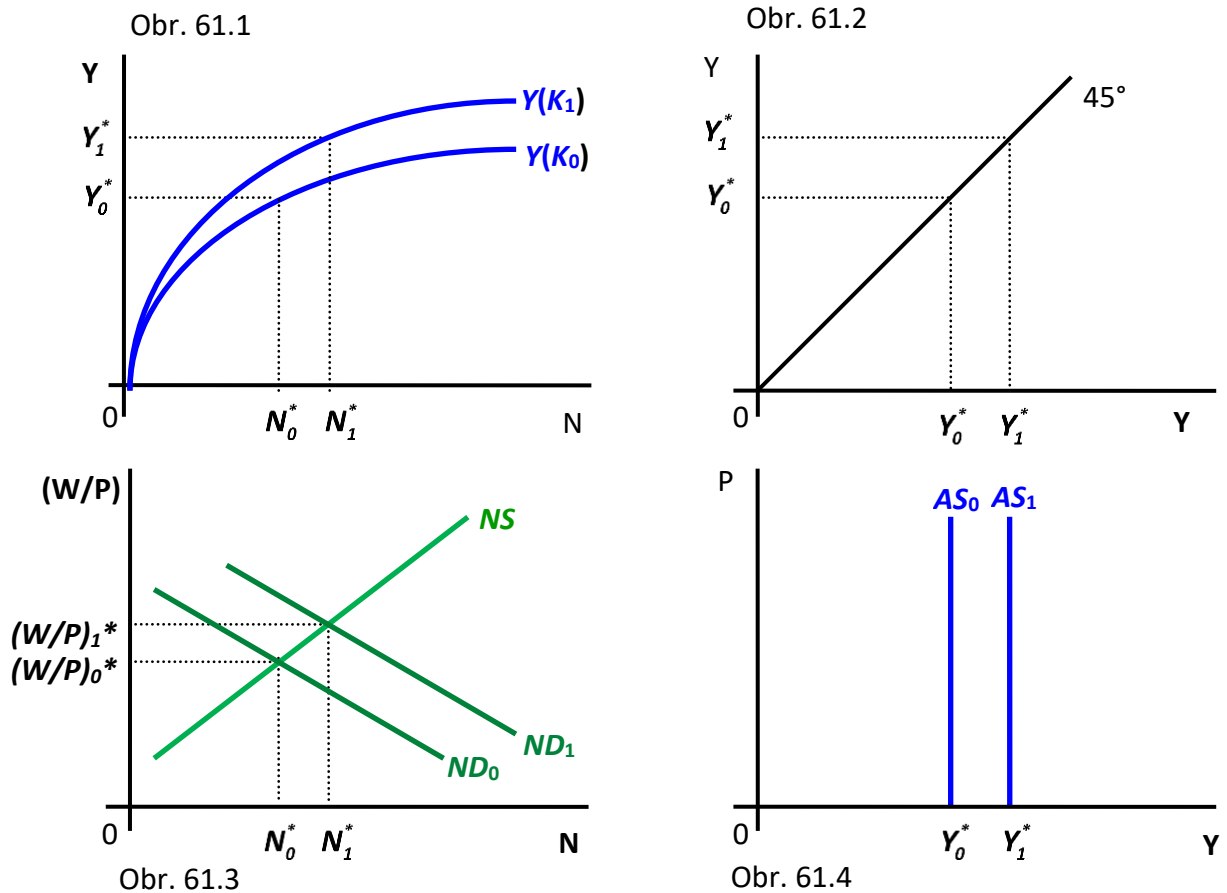 Obr. 61.1
Y
Y(K₁)
Y₁*
Y(K₀)
Y₀*
0
N₀*
N₁*
N
Obr. 61.2
Y
45°
Y₁*
Y₀*
0
Y₀*
Y₁*
Y
(W/P)
NS
(W/P)₁*
(W/P)₀*
ND₁
ND₀
0
N₀*
N₁*
N
Obr. 61.3
P
AS₀ AS₁
0
Y₀*
Y₁*
Y
Obr. 61.4